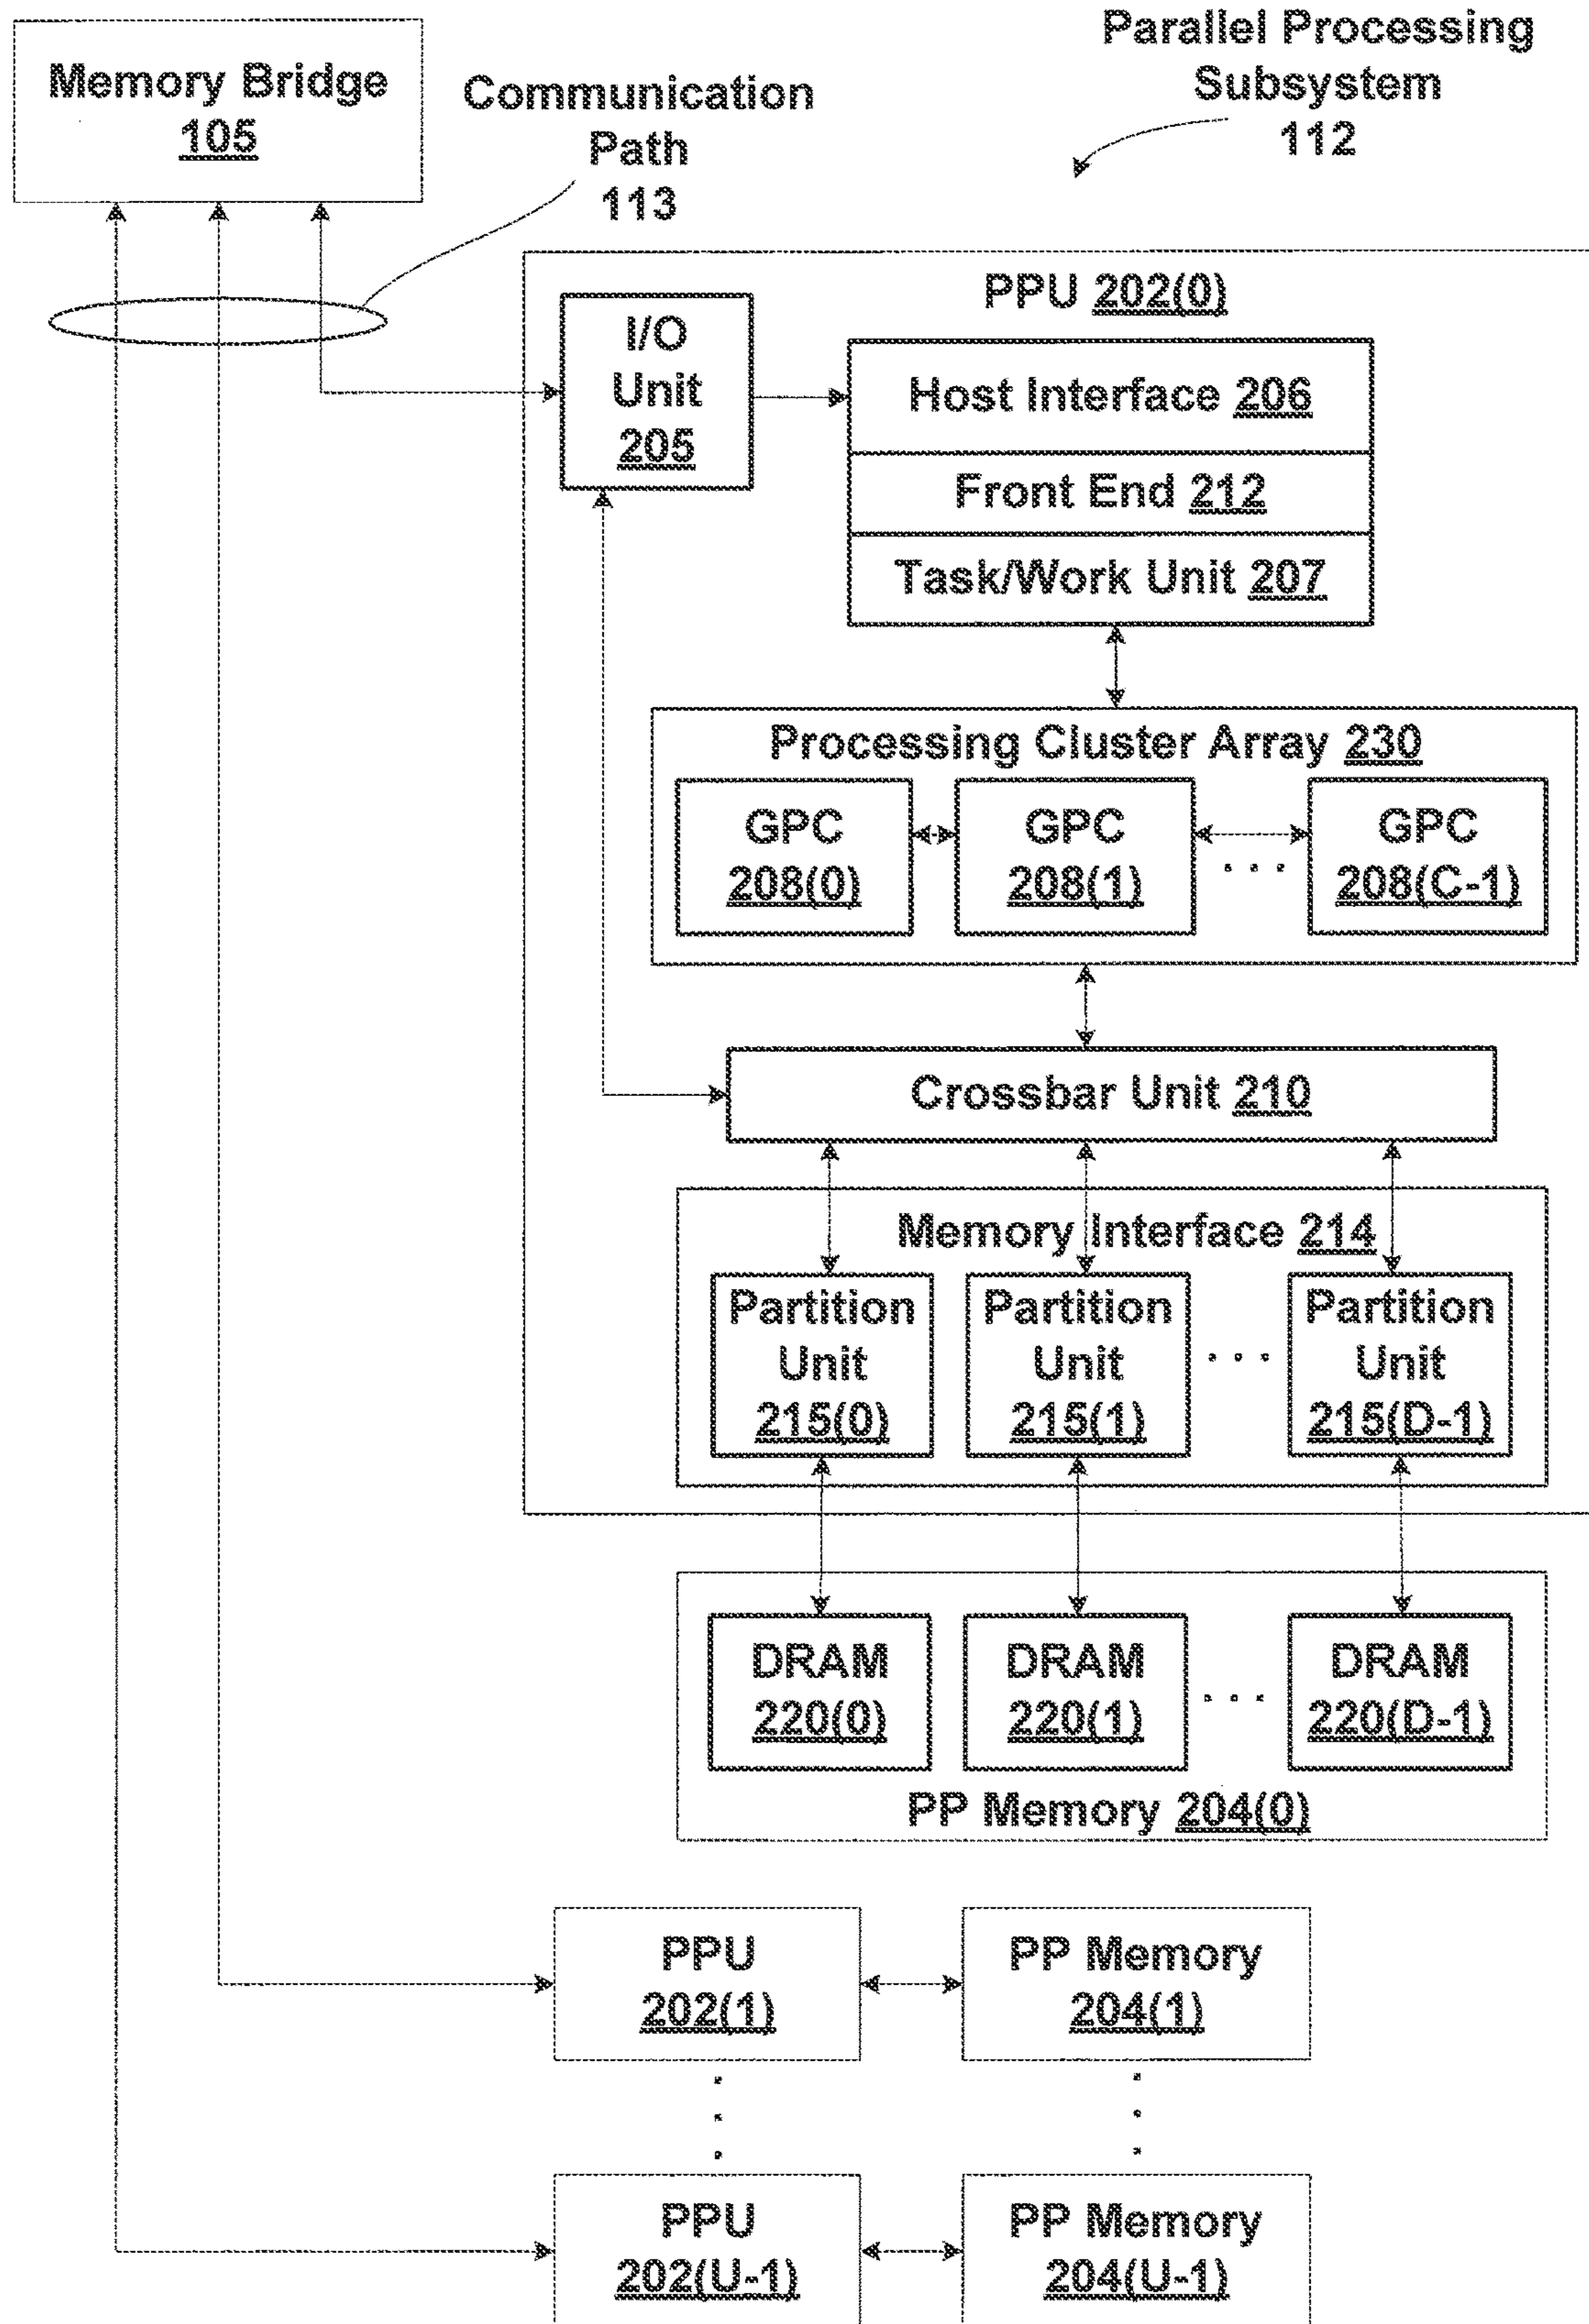 Parallel Processing
Subsystem
112
Memory Bridge
105
Communication
Path
113
PPU 202(0)
I/O
Unit
205
Host Interface 206
Front End 212
Task/Work Unit 207
Processing Cluster Array 230
GPC
208(0)
GPC
208(1)
. . .
GPC
208(C-1)
Crossbar Unit 210
Memory Interface 214
Partition
Unit
215(0)
Partition
Unit
215(1)
. . .
Partition
Unit
215(D-1)
DRAM
220(0)
DRAM
220(1)
. . .
DRAM
220(D-1)
PP Memory 204(0)
PPU
202(1)
PP Memory
204(1)
PPU
202(U-1)
PP Memory
204(U-1)